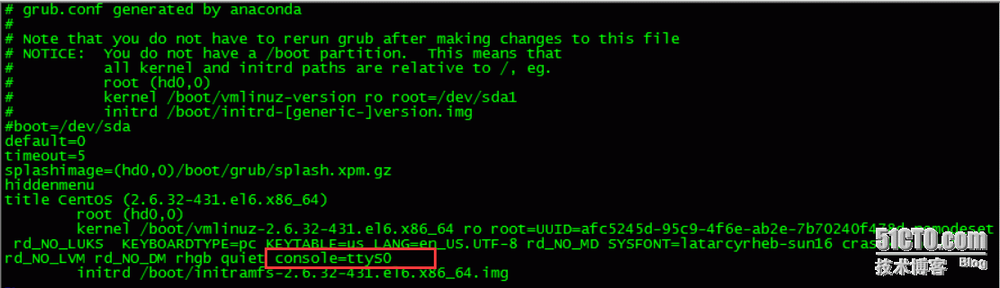 # grub.conf generated by anaconda
#
# Note that you do not have to rerun grub after making changes to this file
# NOTICE:  You do not have a /boot partition.  This means that
#          all kernel and initrd paths are relative to /, eg.
#          root (hd0,0)
#          kernel /boot/vmlinuz-version ro root=/dev/sda1
#          initrd /boot/initrd-[generic-]version.img
#boot=/dev/sda
default=0
timeout=5
splashimage=(hd0,0)/boot/grub/splash.xpm.gz
hiddenmenu
title CentOS (2.6.32-431.el6.x86_64)
        root (hd0,0)
        kernel /boot/vmlinuz-2.6.32-431.el6.x86_64 ro root=UUID=afc5245d-95c9-4f6e-ab2e-7b70240f478d nomodeset
 rd_NO_LUKS  KEYBOARDTYPE=pc KEYTABLE=us LANG=en_US.UTF-8 rd_NO_MD SYSFONT=latarcyrheb-sun16
rd_NO_LVM rd_NO_DM rhgb quiet console=ttyS0
        initrd /boot/initramfs-2.6.32-431.el6.x86_64.img
51CTO.com
技术博客 Blog